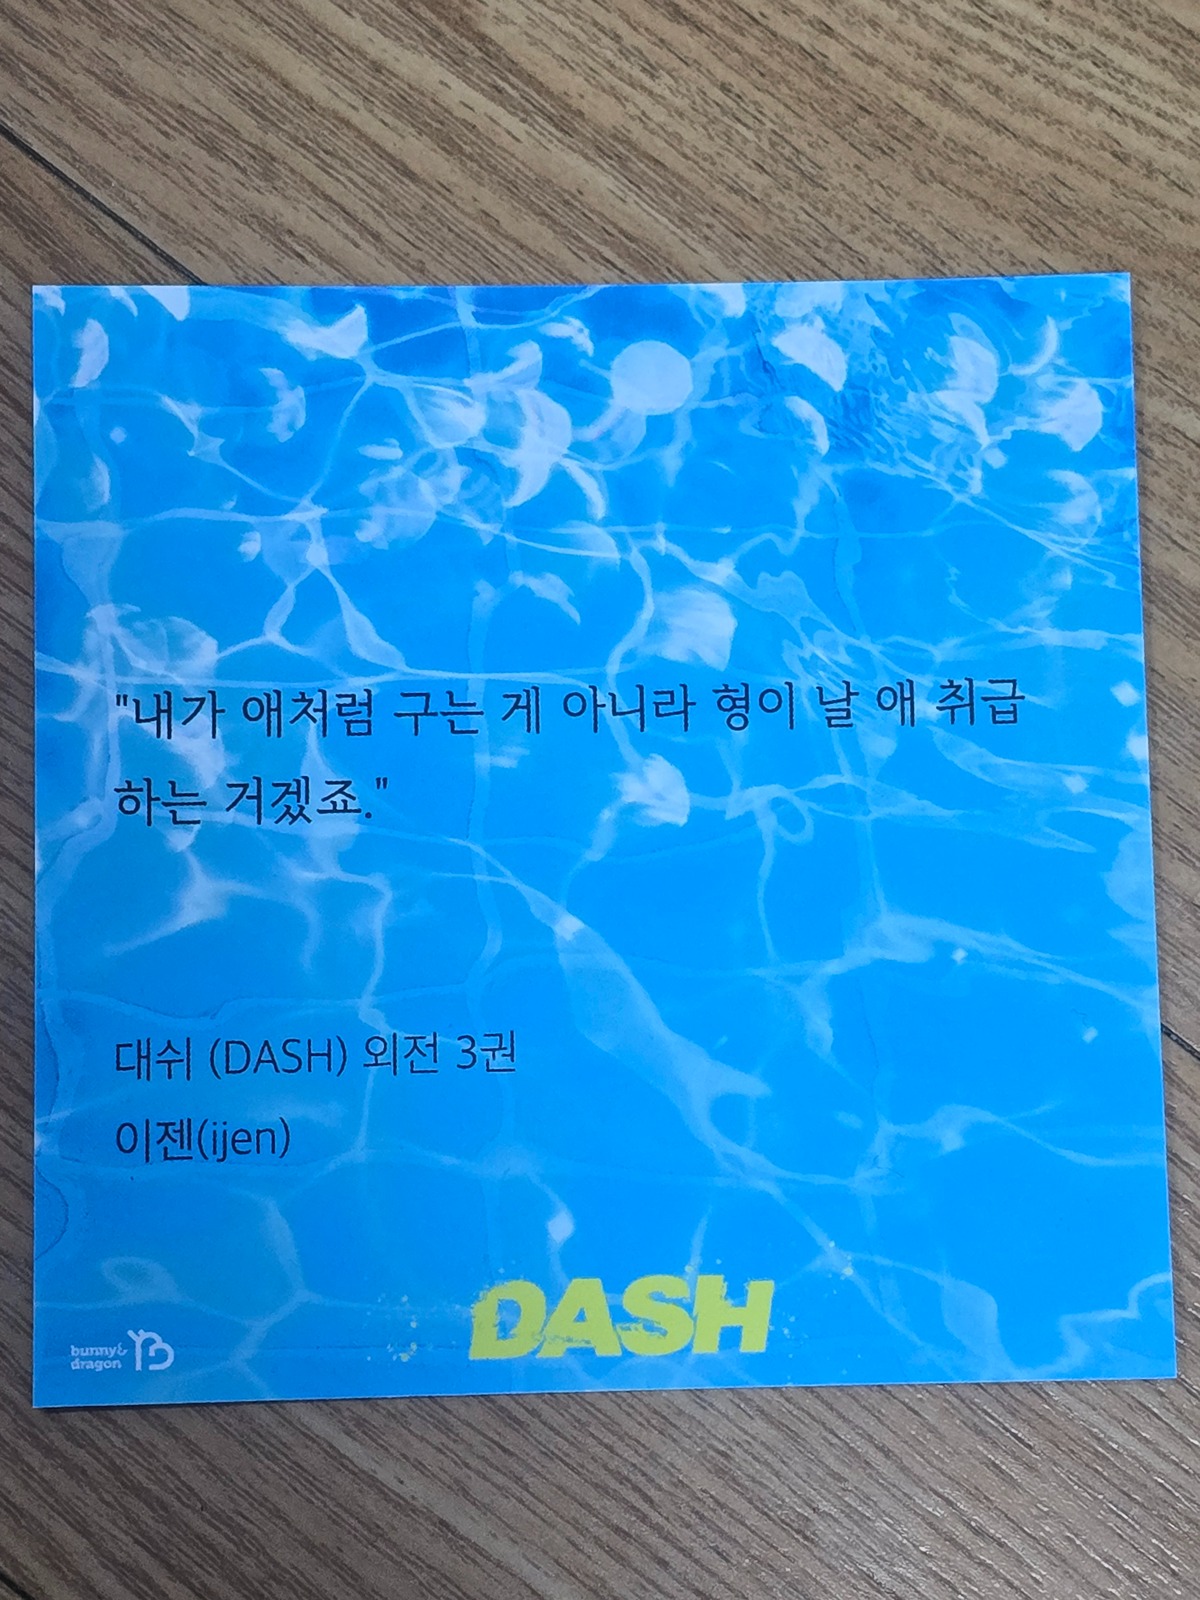 "내가 애처럼 구는 게 아니라 형이 날 애 취급
하는 거겠죠."
대쉬 (DASH) 외전 3권
이젠(ijen)
DASH
bunny&
dragon